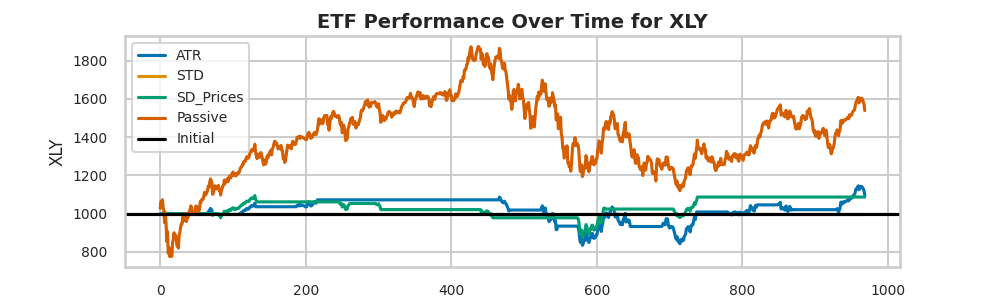 ETF Performance Over Time for XLY
XLY
1800
1600
1400
1200
1000
800
ATR
STD
SD_Prices
Passive
Initial
0 200 400 600 800 1000